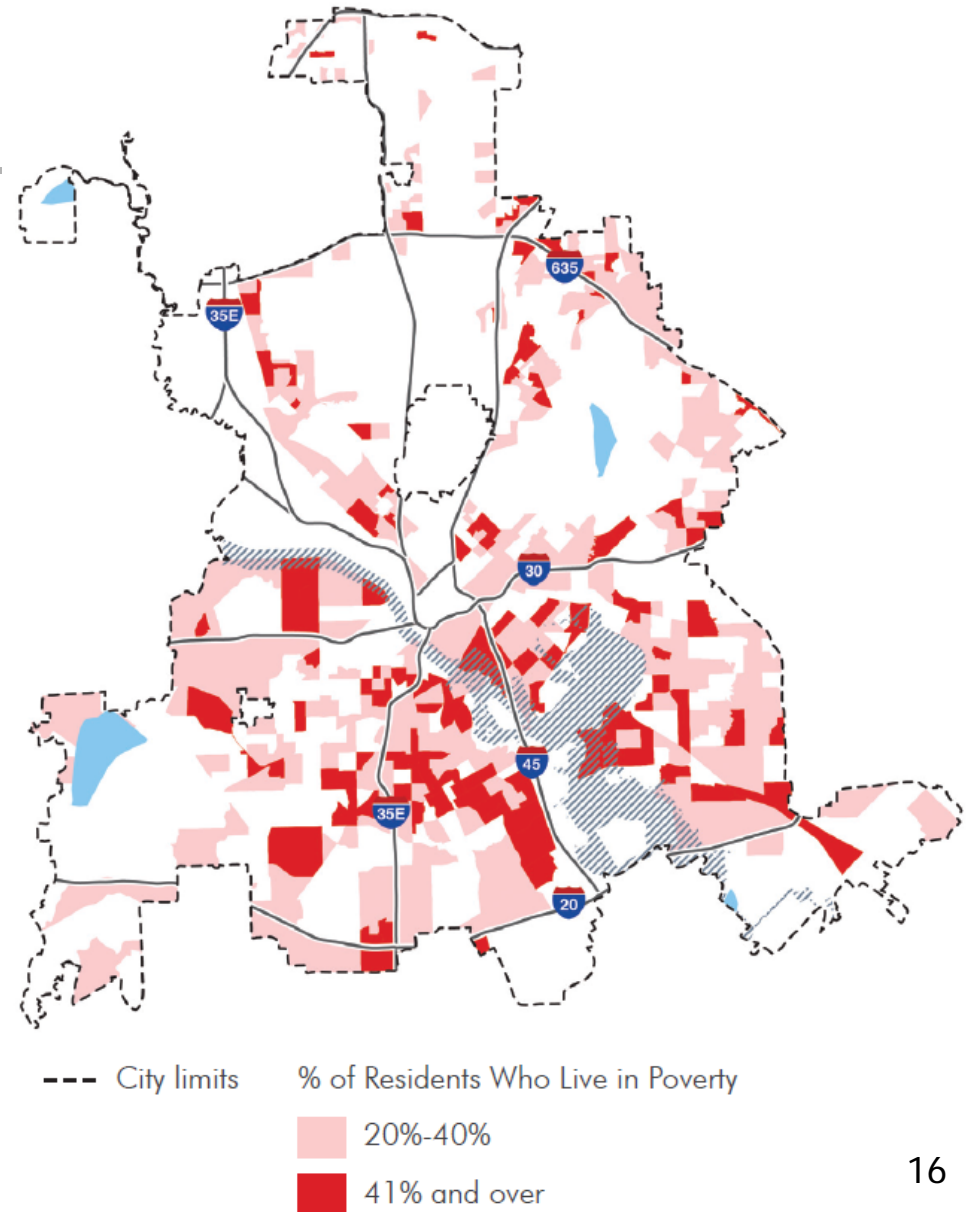 635
35E
30
45
35E
20
City limits
% of Residents Who Live in Poverty
20%-40%
41% and over
16